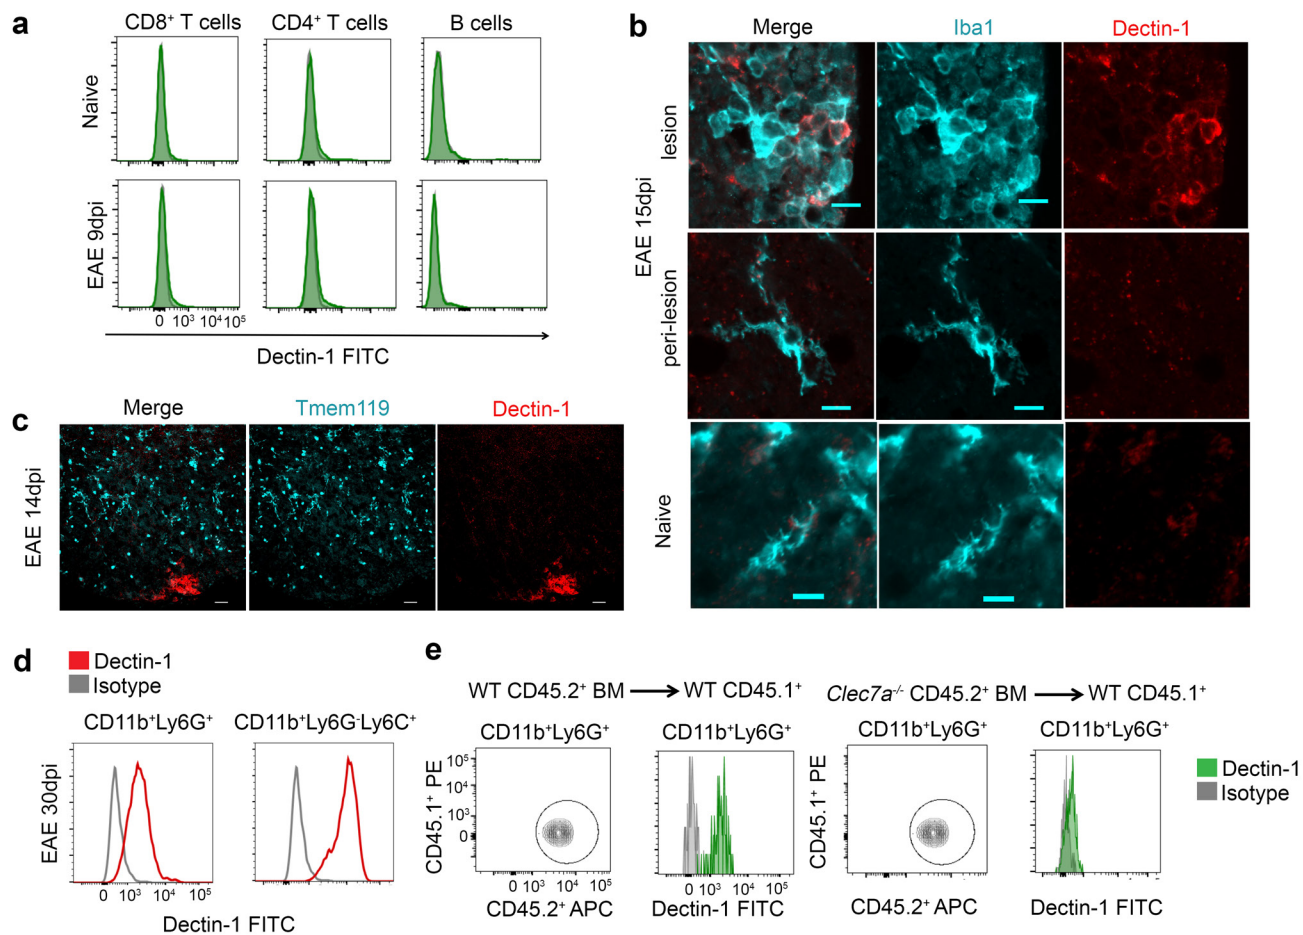 a
CD8⁺ T cells CD4⁺ T cells B cells
Naive
EAE 9dpi
0 10³ 10⁴ 10⁵
Dectin-1 FITC
b
Merge Iba1 Dectin-1
EAE 15dpi
lesion
peri-lesion
Naive
c
Merge Tmem119 Dectin-1
EAE 14dpi
d
Dectin-1
Isotype
CD11b⁺Ly6G⁺ CD11b⁺Ly6G⁻Ly6C⁺
EAE 30dpi
0 10³ 10⁴ 10⁵
Dectin-1 FITC
e
WT CD45.2⁺ BM WT CD45.1⁺
CD11b⁺Ly6G⁺ CD11b⁺Ly6G⁺
CD45.1⁺ PE
10⁵
10⁴
10³
0
0 10³ 10⁴ 10⁵
CD45.2⁺ APC
0 10³ 10⁴ 10⁵
Dectin-1 FITC
Clec7a⁻/⁻ CD45.2⁺ BM WT CD45.1⁺
CD11b⁺Ly6G⁺ CD11b⁺Ly6G⁺
CD45.1⁺ PE
CD45.2⁺ APC
Dectin-1 FITC
Dectin-1
Isotype